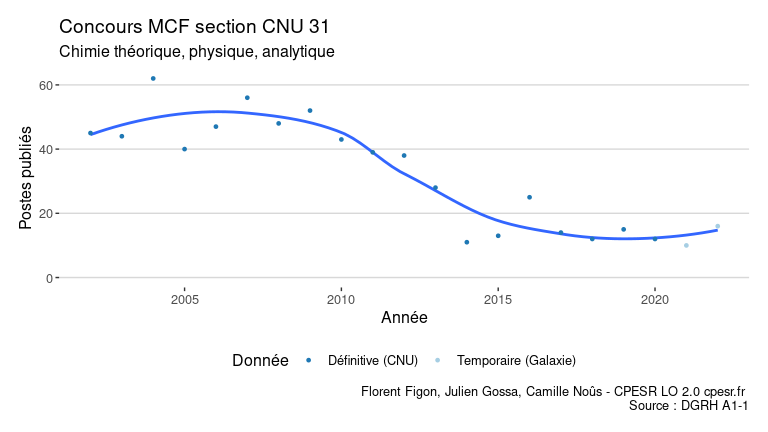 Concours MCF section CNU 31
Chimie théorique, physique, analytique
Postes publiés
60
40
20
0
2005 2010 2015 2020
Année
Donnée Définitive (CNU) Temporaire (Galaxie)
Florent Figon, Julien Gossa, Camille Noûs - CPESR LO 2.0 cpesr.fr
Source : DGRH A1-1